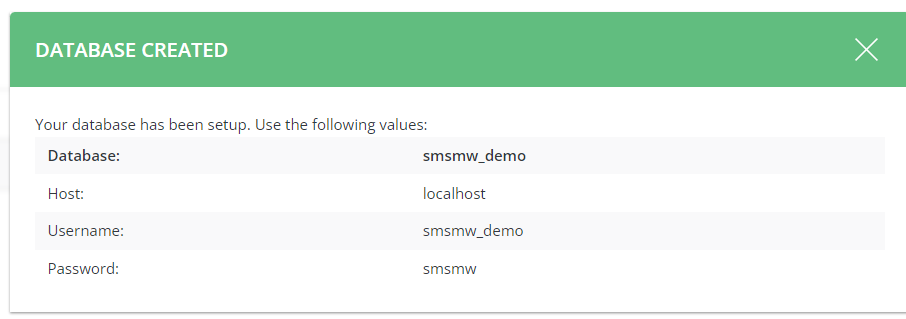 DATABASE CREATED
Your database has been setup. Use the following values:
Database: smsmw_demo
Host: localhost
Username: smsmw_demo
Password: smsmw